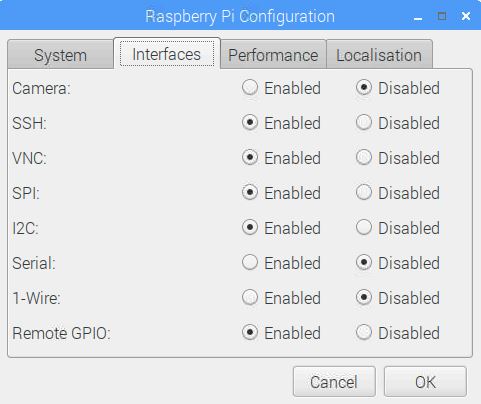 Raspberry Pi Configuration
System Interfaces Performance Localisation
Camera: Enabled Disabled
SSH: Enabled Disabled
VNC: Enabled Disabled
SPI: Enabled Disabled
I2C: Enabled Disabled
Serial: Enabled Disabled
1-Wire: Enabled Disabled
Remote GPIO: Enabled Disabled
Cancel OK